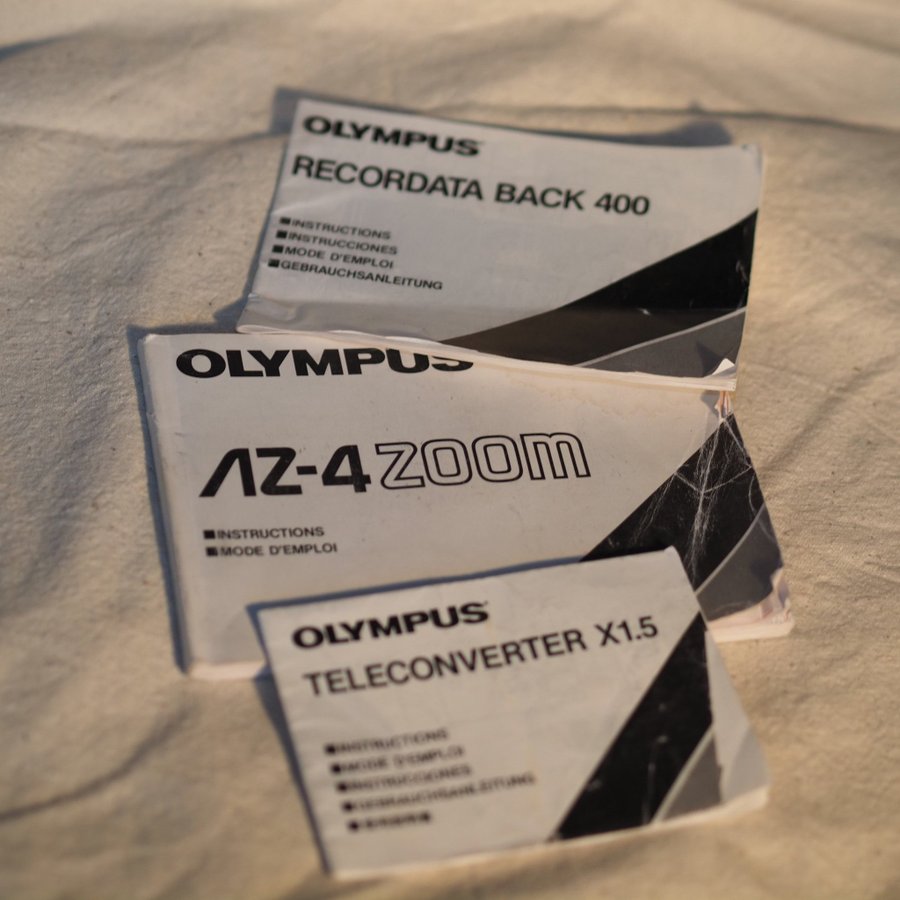 OLYMPUS
RECORDATA BACK 400
■INSTRUCTIONS
■INSTRUCCIONES
■MODE D'EMPLOI
■GEBRAUCHSANLEITUNG
OLYMPUS
AZ-4 ZOOM
■INSTRUCTIONS
■MODE D'EMPLOI
OLYMPUS
TELECONVERTER X1.5
■INSTRUCTIONS
■MODE D'EMPLOI
■INSTRUCCIONES
■GEBRAUCHSANLEITUNG